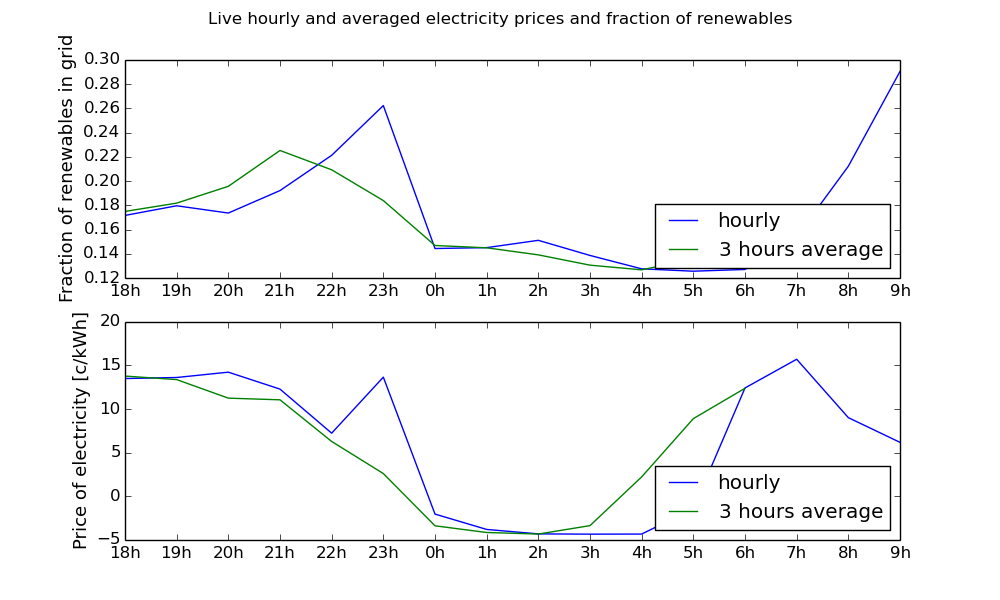 Live hourly and averaged electricity prices and fraction of renewables
Fraction of renewables in grid
0.30
0.28
0.26
0.24
0.22
0.20
0.18
0.16
0.14
0.12
hourly
3 hours average
18h 19h 20h 21h 22h 23h 0h 1h 2h 3h 4h 5h 6h 7h 8h 9h
Price of electricity [c/kWh]
20
15
10
5
0
−5
hourly
3 hours average
18h 19h 20h 21h 22h 23h 0h 1h 2h 3h 4h 5h 6h 7h 8h 9h